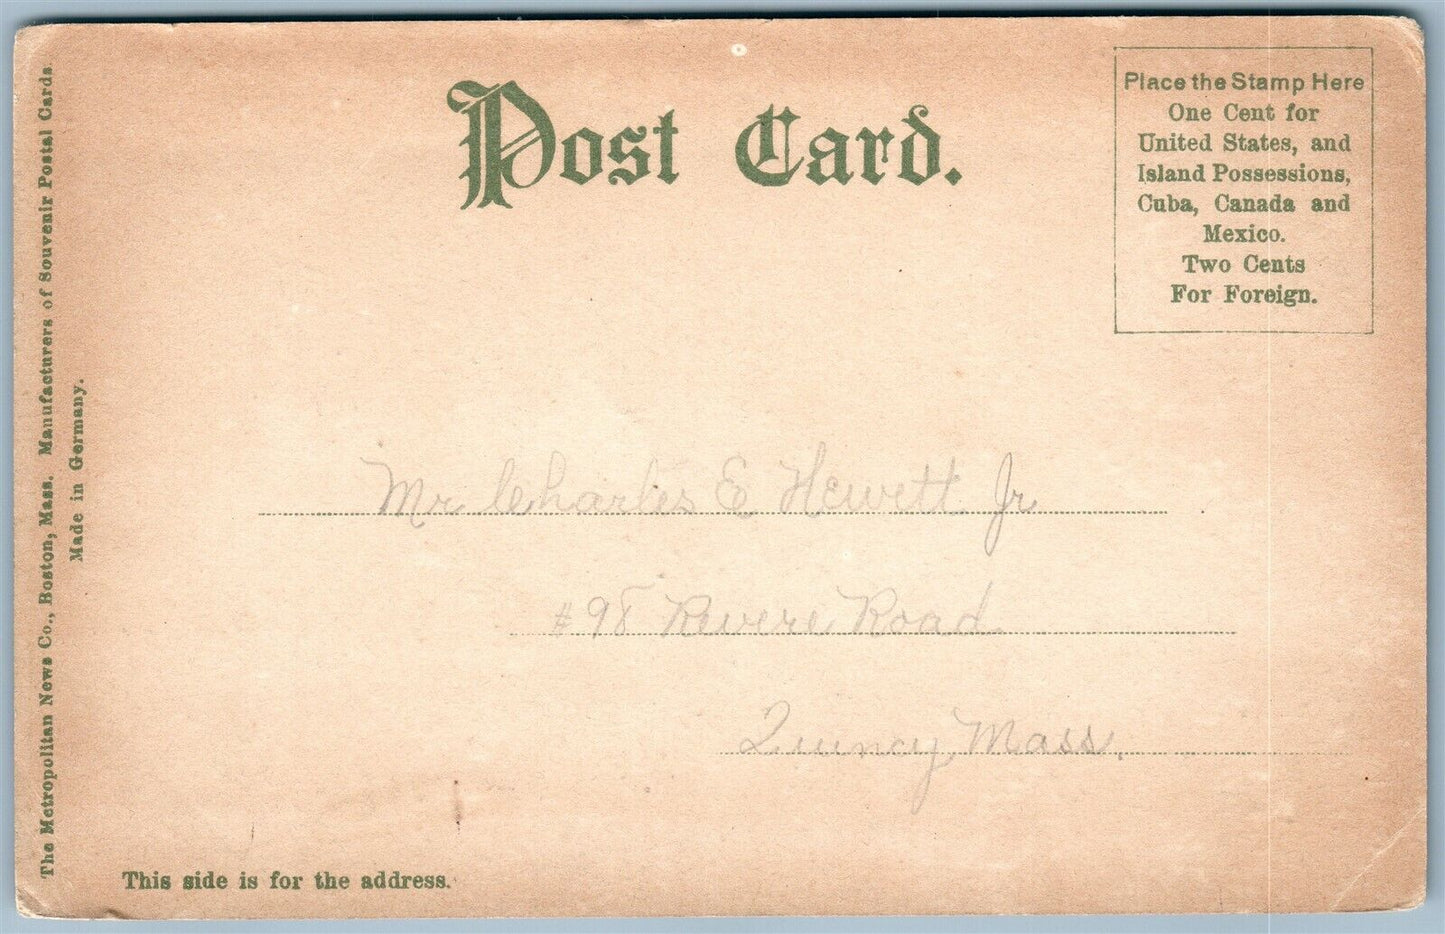 Post Card.
Place the Stamp Here
One Cent for
United States, and
Island Possessions,
Cuba, Canada and
Mexico.
Two Cents
For Foreign.
The Metropolitan News Co., Boston, Mass. Manufacturers of Souvenir Postal Cards
Made in Germany.
Mr Charles E Hewett Jr
#98 Revere Road
Quincy Mass.
This side is for the address.